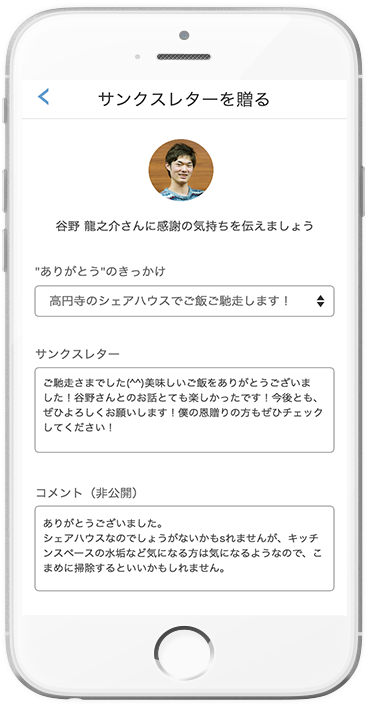 サンクスレターを贈る
谷野 龍之介さんに感謝の気持ちを伝えましょう
"ありがとう"のきっかけ
高円寺のシェアハウスでご飯ご馳走します！
サンクスレター
ご馳走さまでした(^^)美味しいご飯をありがとうございま
した！谷野さんとのお話とても楽しかったです！今後とも、
ぜひよろしくお願いします！僕の恩贈りの方もぜひチェック
してください！
コメント（非公開）
ありがとうございました。
シェアハウスなのでしょうがないかもsれませんが、キッチ
ンスペースの水垢など気になる方は気になるようなので、こ
まめに掃除するといいかもしれません。